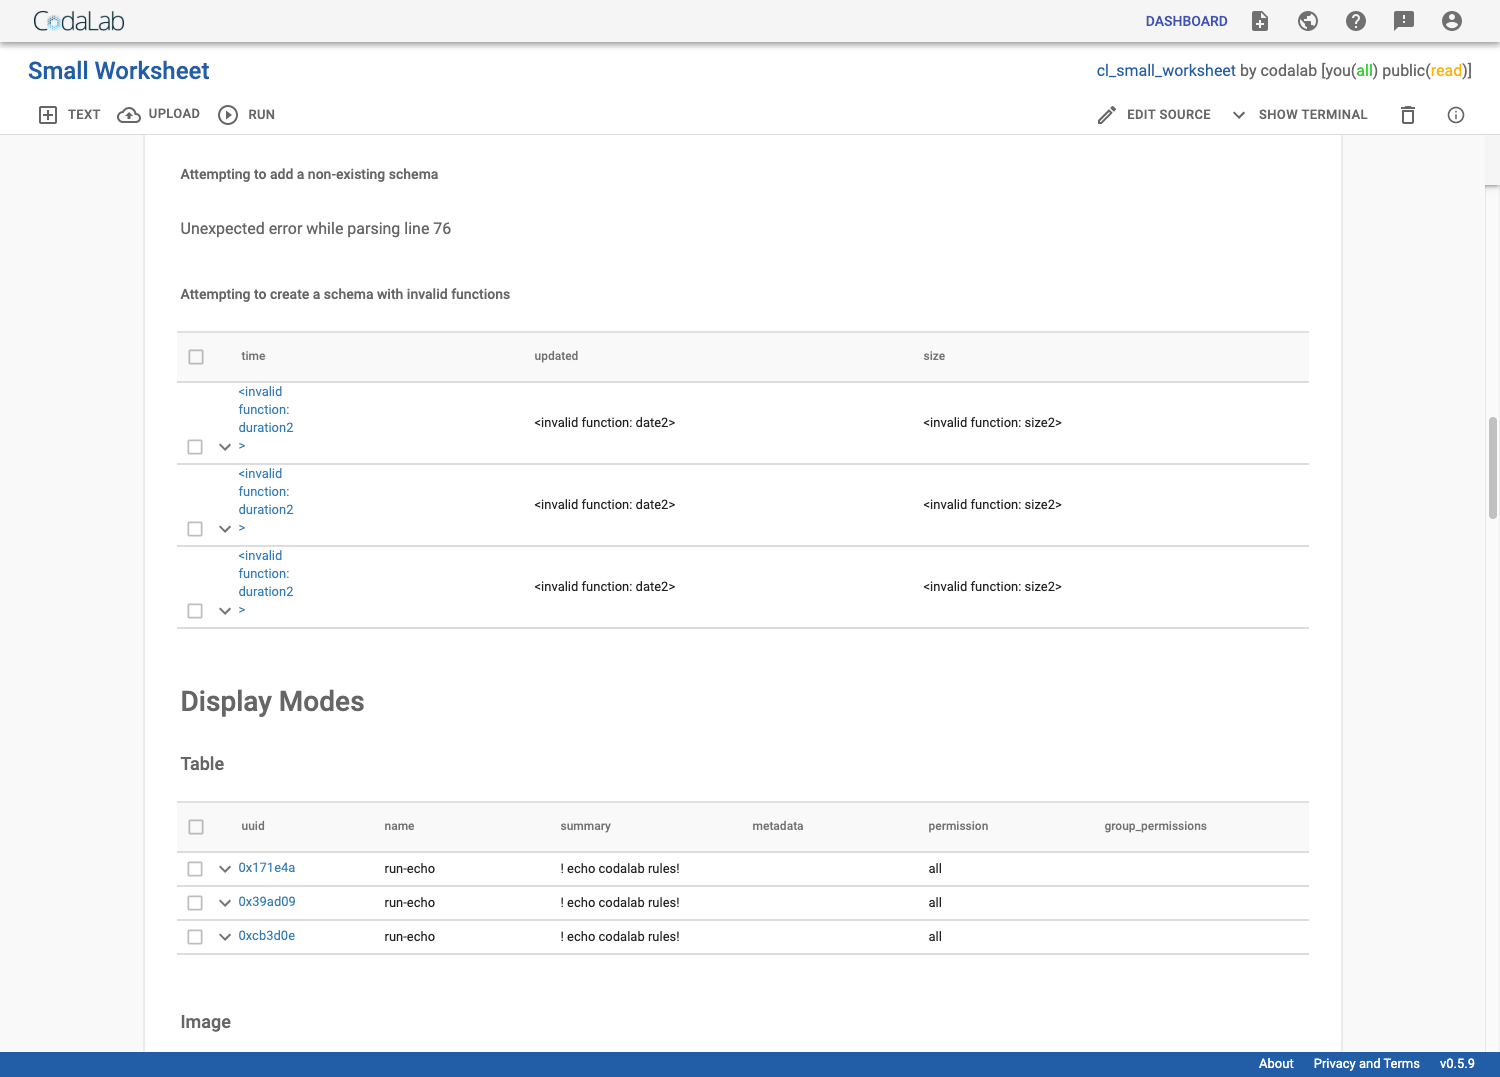 CodaLab
DASHBOARD
Small Worksheet
cl_small_worksheet by codalab [you(all) public(read)]
TEXT UPLOAD RUN
EDIT SOURCE SHOW TERMINAL
Attempting to add a non-existing schema
Unexpected error while parsing line 76
Attempting to create a schema with invalid functions
time updated size
<invalid
function:
duration2
>
<invalid function: date2> <invalid function: size2>
<invalid
function:
duration2
>
<invalid function: date2> <invalid function: size2>
<invalid
function:
duration2
>
<invalid function: date2> <invalid function: size2>
Display Modes
Table
uuid name summary metadata permission group_permissions
0x171e4a run-echo ! echo codalab rules! all
0x39ad09 run-echo ! echo codalab rules! all
0xcb3d0e run-echo ! echo codalab rules! all
Image
About Privacy and Terms v0.5.9